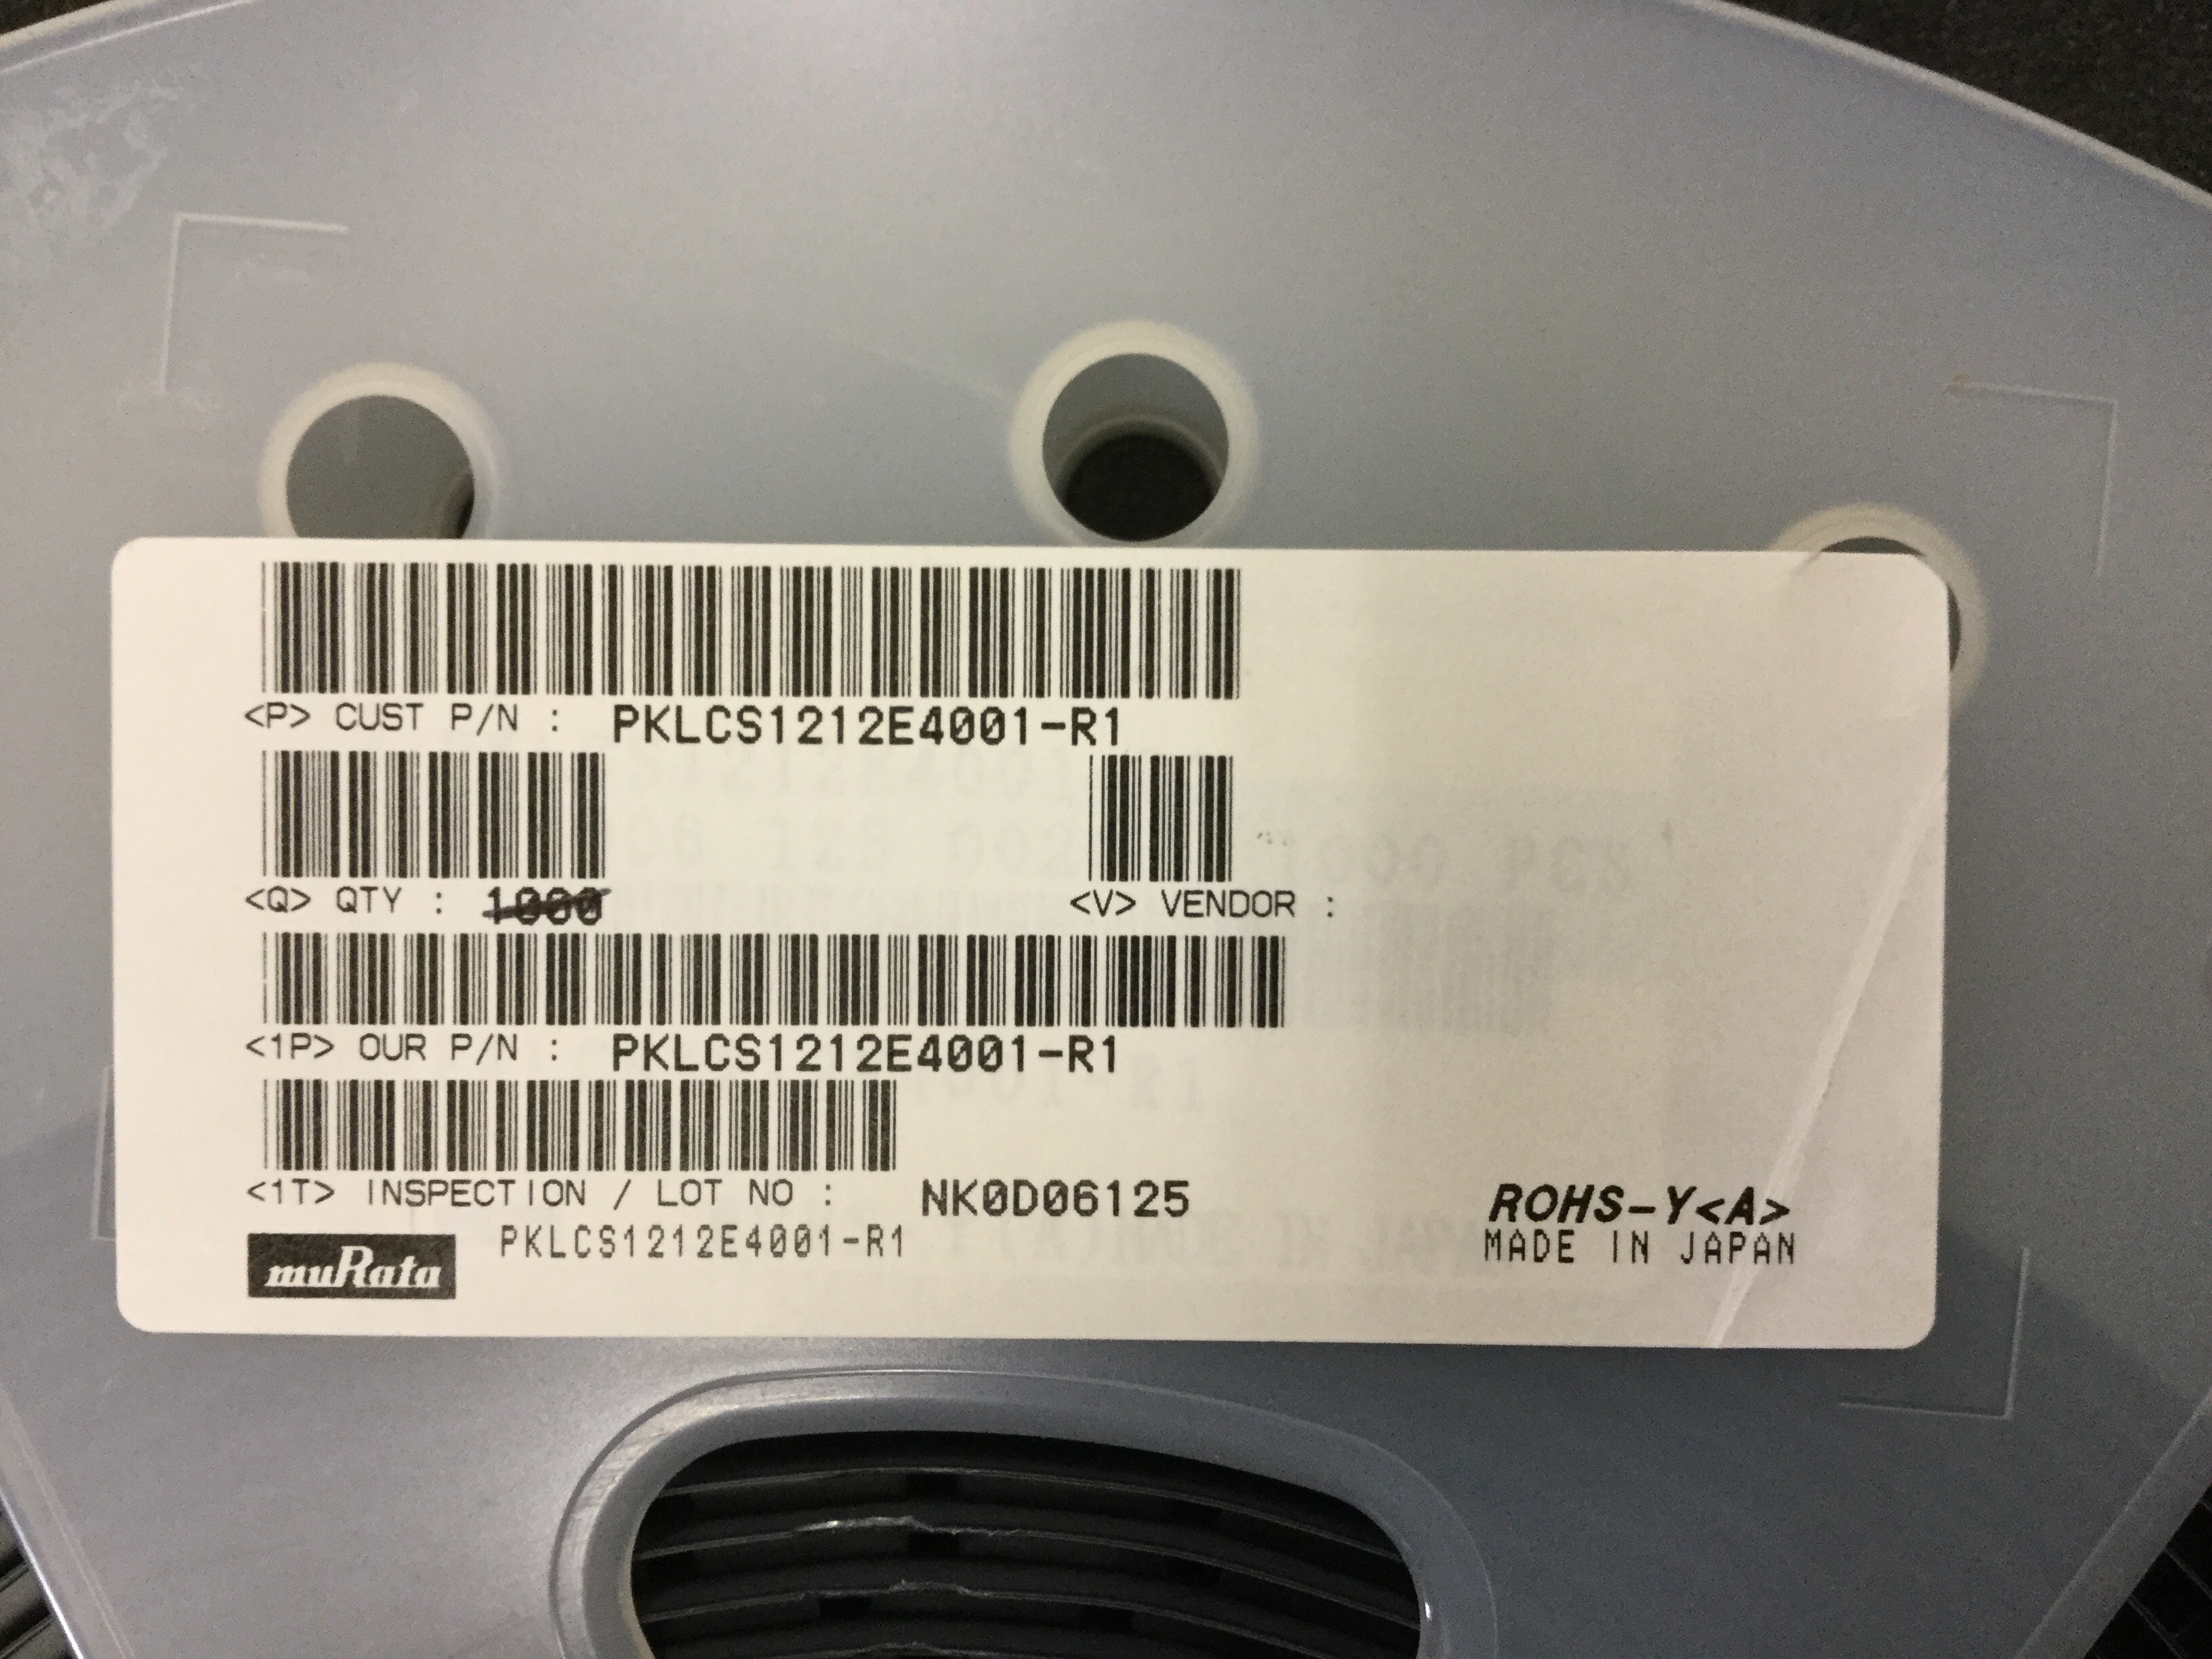 <P> CUST P/N : PKLCS1212E4001-R1
<Q> QTY : 1000 <V> VENDOR :
<1P> OUR P/N : PKLCS1212E4001-R1
<1T> INSPECTION / LOT NO : NK0D06125
muRata PKLCS1212E4001-R1
ROHS-Y<A>
MADE IN JAPAN